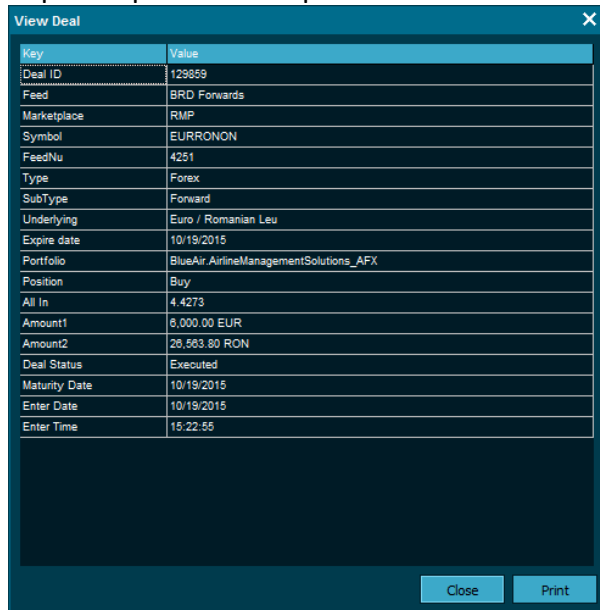 View Deal
Key Value
Deal ID 129859
Feed BRD Forwards
Marketplace RMP
Symbol EURRONON
FeedNu 4251
Type Forex
SubType Forward
Underlying Euro / Romanian Leu
Expire date 10/19/2015
Portfolio BlueAir.AirlineManagementSolutions_AFX
Position Buy
All In 4.4273
Amount1 6,000.00 EUR
Amount2 26,563.80 RON
Deal Status Executed
Maturity Date 10/19/2015
Enter Date 10/19/2015
Enter Time 15:22:55
Close Print